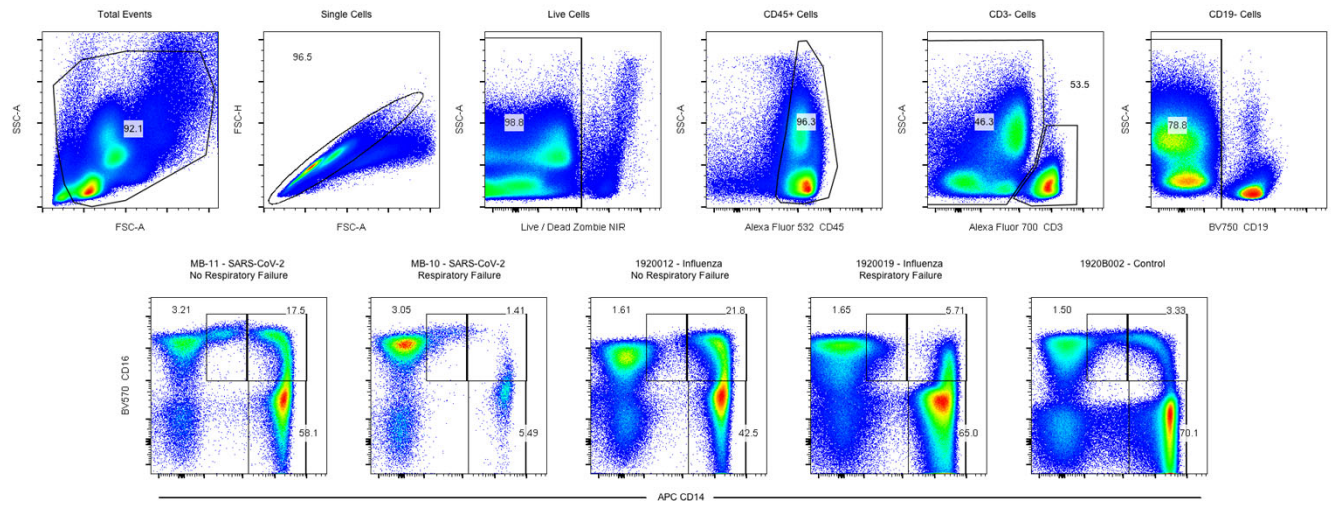 Total Events
Single Cells
Live Cells
CD45+ Cells
CD3- Cells
CD19- Cells
SSC-A
92.1
FSC-A
FSC-H
96.5
FSC-A
SSC-A
98.8
Live / Dead Zombie NIR
SSC-A
96.3
Alexa Fluor 532 CD45
SSC-A
46.3
53.5
Alexa Fluor 700 CD3
SSC-A
78.8
BV750 CD19
MB-11 - SARS-CoV-2
No Respiratory Failure
MB-10 - SARS-CoV-2
Respiratory Failure
1920012 - Influenza
No Respiratory Failure
1920019 - Influenza
Respiratory Failure
1920B002 - Control
BV570 CD16
3.21
17.5
58.1
3.05
1.41
5.49
1.61
21.8
42.5
1.65
5.71
65.0
1.50
3.33
70.1
APC CD14